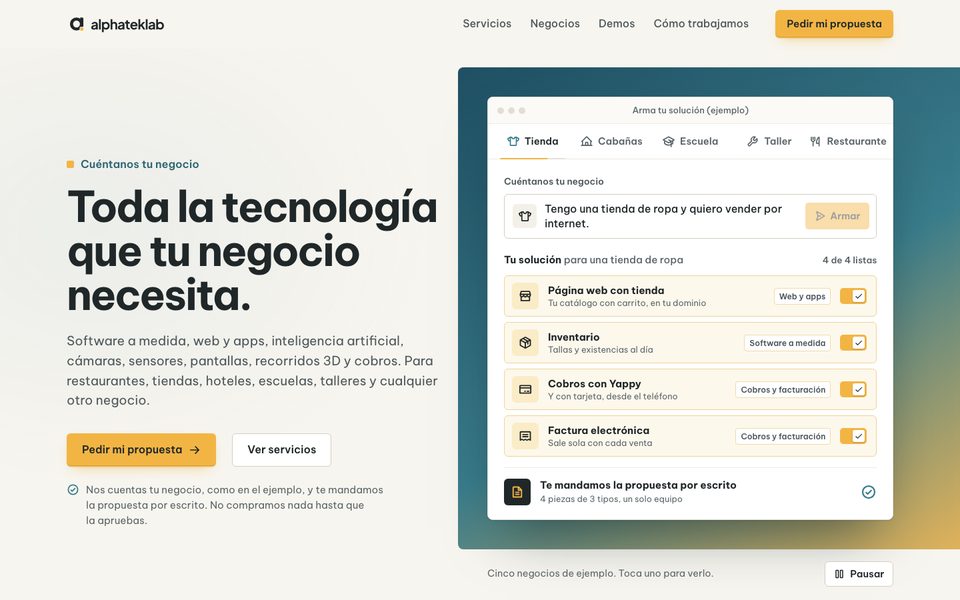 alphateklab
Servicios
Negocios
Demos
Cómo trabajamos
Pedir mi propuesta
Cuéntanos tu negocio
Toda la tecnología
que tu negocio
necesita.
Software a medida, web y apps, inteligencia artificial,
cámaras, sensores, pantallas, recorridos 3D y cobros. Para
restaurantes, tiendas, hoteles, escuelas, talleres y cualquier
otro negocio.
Pedir mi propuesta
Ver servicios
Nos cuentas tu negocio, como en el ejemplo, y te mandamos
la propuesta por escrito. No compramos nada hasta que
la apruebas.
Arma tu solución (ejemplo)
Tienda
Cabañas
Escuela
Taller
Restaurante
Cuéntanos tu negocio
Tengo una tienda de ropa y quiero vender por
internet.
Armar
Tu solución para una tienda de ropa
4 de 4 listas
Página web con tienda
Tu catálogo con carrito, en tu dominio
Web y apps
Inventario
Tallas y existencias al día
Software a medida
Cobros con Yappy
Y con tarjeta, desde el teléfono
Cobros y facturación
Factura electrónica
Sale sola con cada venta
Cobros y facturación
Te mandamos la propuesta por escrito
4 piezas de 3 tipos, un solo equipo
Cinco negocios de ejemplo. Toca uno para verlo.
Pausar